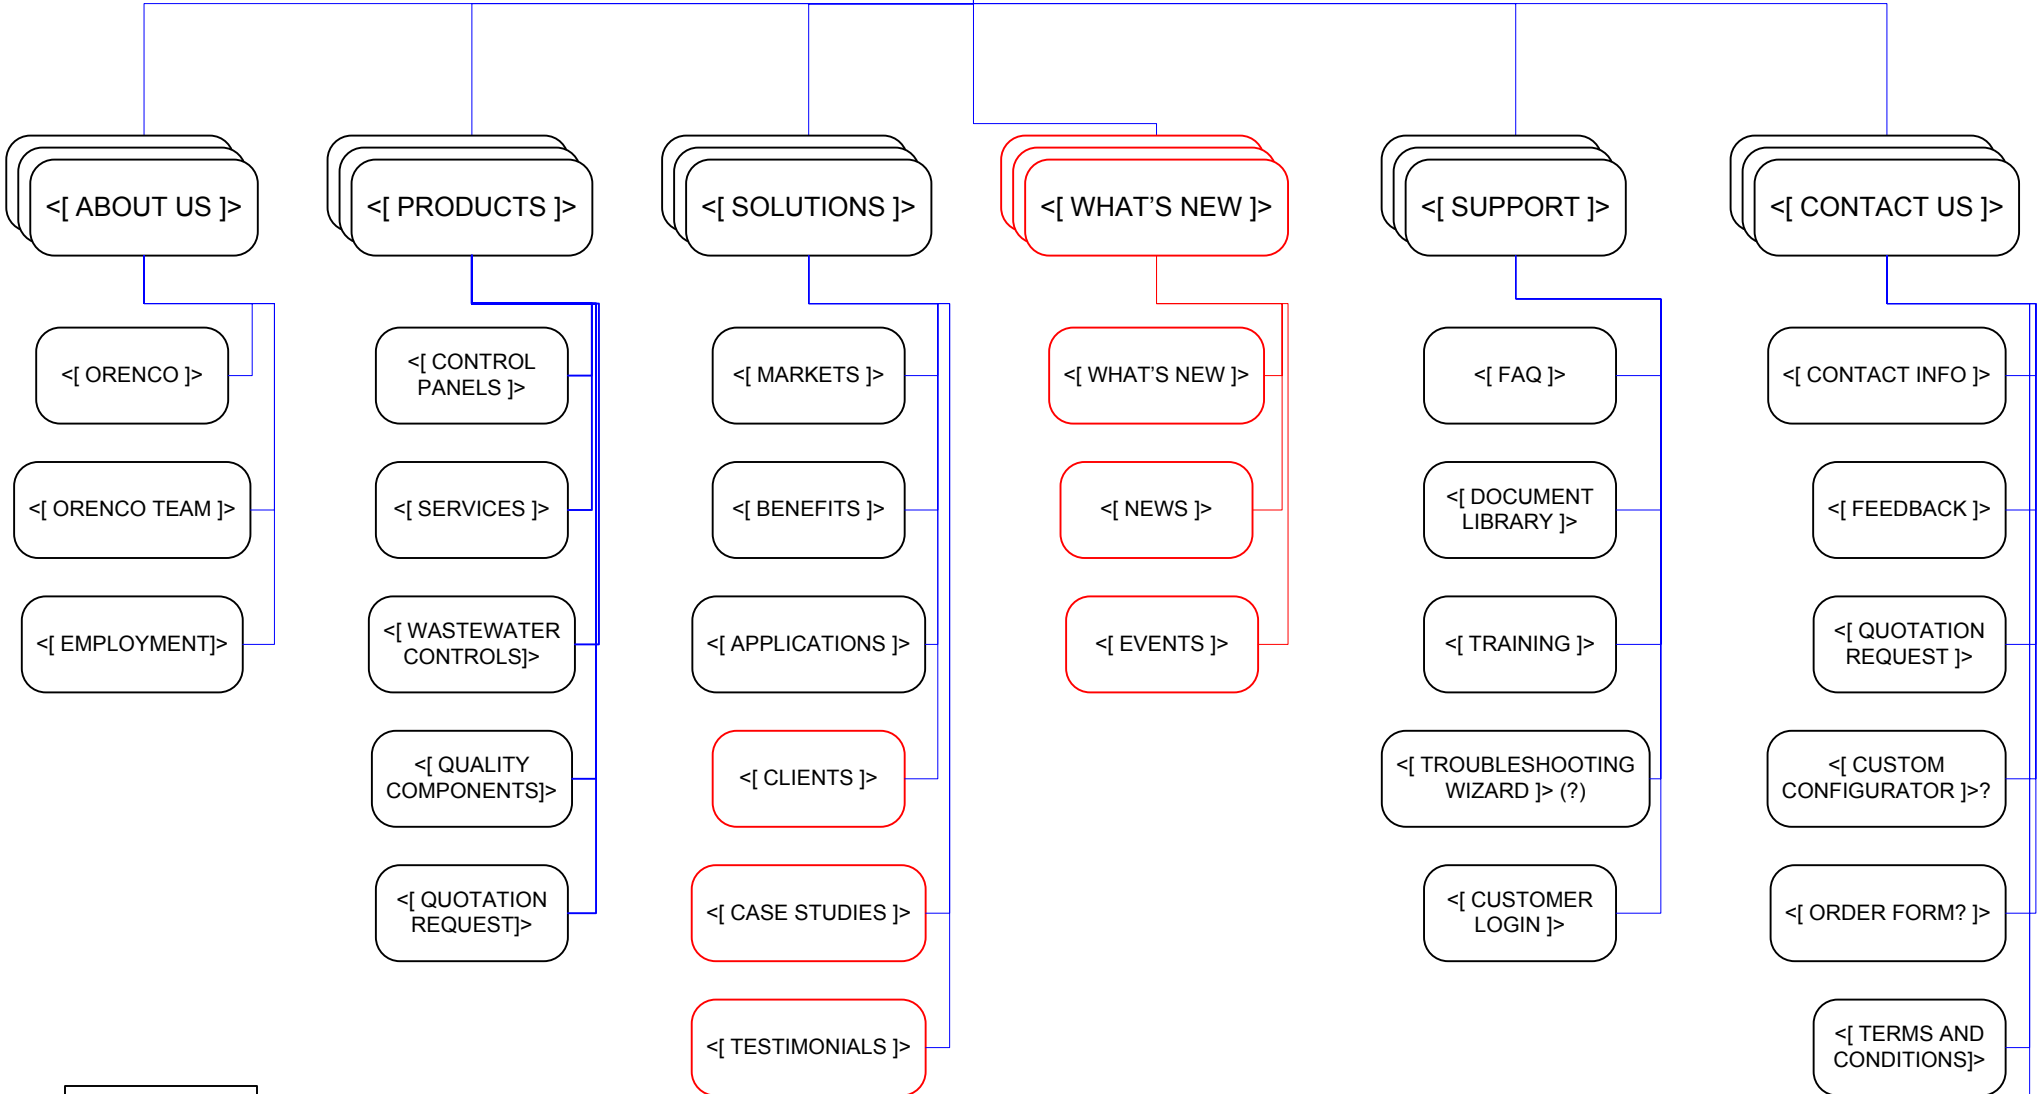 <[ ABOUT US ]>
<[ PRODUCTS ]>
<[ SOLUTIONS ]>
<[ WHAT'S NEW ]>
<[ SUPPORT ]>
<[ CONTACT US ]>
<[ ORENCO ]>
<[ ORENCO TEAM ]>
<[ EMPLOYMENT]>
<[ CONTROL
PANELS ]>
<[ SERVICES ]>
<[ WASTEWATER
CONTROLS]>
<[ QUALITY
COMPONENTS]>
<[ QUOTATION
REQUEST]>
<[ MARKETS ]>
<[ BENEFITS ]>
<[ APPLICATIONS ]>
<[ CLIENTS ]>
<[ CASE STUDIES ]>
<[ TESTIMONIALS ]>
<[ WHAT'S NEW ]>
<[ NEWS ]>
<[ EVENTS ]>
<[ FAQ ]>
<[ DOCUMENT
LIBRARY ]>
<[ TRAINING ]>
<[ TROUBLESHOOTING
WIZARD ]> (?)
<[ CUSTOMER
LOGIN ]>
<[ CONTACT INFO ]>
<[ FEEDBACK ]>
<[ QUOTATION
REQUEST ]>
<[ CUSTOM
CONFIGURATOR ]>?
<[ ORDER FORM? ]>
<[ TERMS AND
CONDITIONS]>